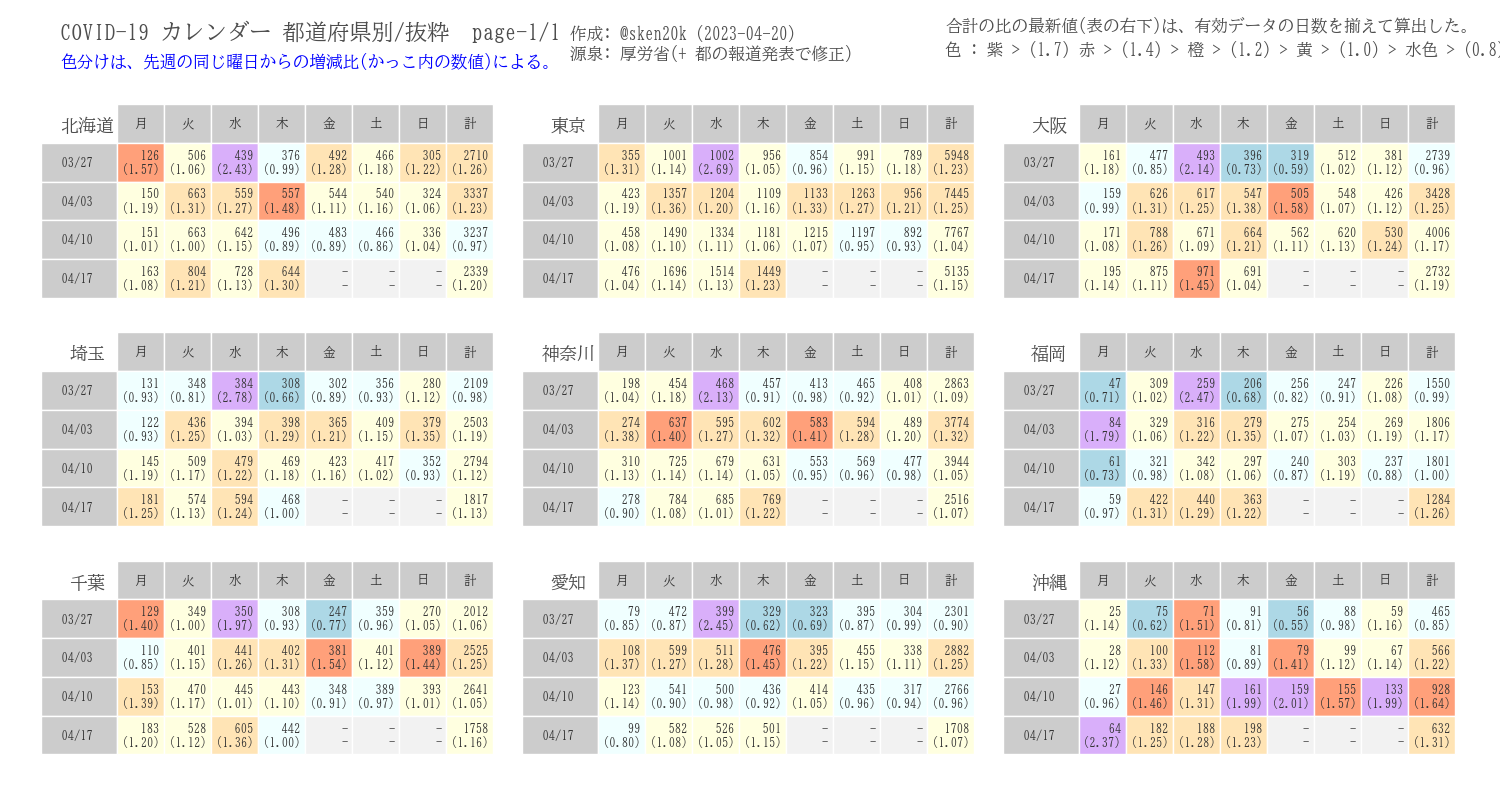 COVID-19 カレンダー 都道府県別/抜粋 page-1/1 作成: @sken20k (2023-04-20)
色分けは、先週の同じ曜日からの増減比(かっこ内の数値)による。 源泉: 厚労省(+ 都の報道発表で修正)
合計の比の最新値(表の右下)は、有効データの日数を揃えて算出した。
色 : 紫 > (1.7) 赤 > (1.4) 橙 > (1.2) 黄 > (1.0) 水色 > (0.8)
北海道 月 火 水 木 金 土 日 計
03/27 126 506 439 376 492 466 305 2710
(1.57) (1.06) (2.43) (0.99) (1.28) (1.18) (1.22) (1.26)
04/03 150 663 559 557 544 540 324 3337
(1.19) (1.31) (1.27) (1.48) (1.11) (1.16) (1.06) (1.23)
04/10 151 663 642 496 483 466 336 3237
(1.01) (1.00) (1.15) (0.89) (0.89) (0.86) (1.04) (0.97)
04/17 163 804 728 644 - - - 2339
(1.08) (1.21) (1.13) (1.30) - - - (1.20)
東京 月 火 水 木 金 土 日 計
03/27 355 1001 1002 956 854 991 789 5948
(1.31) (1.14) (2.69) (1.05) (0.96) (1.15) (1.18) (1.23)
04/03 423 1357 1204 1109 1133 1263 956 7445
(1.19) (1.36) (1.20) (1.16) (1.33) (1.27) (1.21) (1.25)
04/10 458 1490 1334 1181 1215 1197 892 7767
(1.08) (1.10) (1.11) (1.06) (1.07) (0.95) (0.93) (1.04)
04/17 476 1696 1514 1449 - - - 5135
(1.04) (1.14) (1.13) (1.23) - - - (1.15)
大阪 月 火 水 木 金 土 日 計
03/27 161 477 493 396 319 512 381 2739
(1.18) (0.85) (2.14) (0.73) (0.59) (1.02) (1.12) (0.96)
04/03 159 626 617 547 505 548 426 3428
(0.99) (1.31) (1.25) (1.38) (1.58) (1.07) (1.12) (1.25)
04/10 171 788 671 664 562 620 530 4006
(1.08) (1.26) (1.09) (1.21) (1.11) (1.13) (1.24) (1.17)
04/17 195 875 971 691 - - - 2732
(1.14) (1.11) (1.45) (1.04) - - - (1.19)
埼玉 月 火 水 木 金 土 日 計
03/27 131 348 384 308 302 356 280 2109
(0.93) (0.81) (2.78) (0.66) (0.89) (0.93) (1.12) (0.98)
04/03 122 436 394 398 365 409 379 2503
(0.93) (1.25) (1.03) (1.29) (1.21) (1.15) (1.35) (1.19)
04/10 145 509 479 469 423 417 352 2794
(1.19) (1.17) (1.22) (1.18) (1.16) (1.02) (0.93) (1.12)
04/17 181 574 594 468 - - - 1817
(1.25) (1.13) (1.24) (1.00) - - - (1.13)
神奈川 月 火 水 木 金 土 日 計
03/27 198 454 468 457 413 465 408 2863
(1.04) (1.18) (2.13) (0.91) (0.98) (0.92) (1.01) (1.09)
04/03 274 637 595 602 583 594 489 3774
(1.38) (1.40) (1.27) (1.32) (1.41) (1.28) (1.20) (1.32)
04/10 310 725 679 631 553 569 477 3944
(1.13) (1.14) (1.14) (1.05) (0.95) (0.96) (0.98) (1.05)
04/17 278 784 685 769 - - - 2516
(0.90) (1.08) (1.01) (1.22) - - - (1.07)
福岡 月 火 水 木 金 土 日 計
03/27 47 309 259 206 256 247 226 1550
(0.71) (1.02) (2.47) (0.68) (0.82) (0.91) (1.08) (0.99)
04/03 84 329 316 279 275 254 269 1806
(1.79) (1.06) (1.22) (1.35) (1.07) (1.03) (1.19) (1.17)
04/10 61 321 342 297 240 303 237 1801
(0.73) (0.98) (1.08) (1.06) (0.87) (1.19) (0.88) (1.00)
04/17 59 422 440 363 - - - 1284
(0.97) (1.31) (1.29) (1.22) - - - (1.26)
千葉 月 火 水 木 金 土 日 計
03/27 129 349 350 308 247 359 270 2012
(1.40) (1.00) (1.97) (0.93) (0.77) (0.96) (1.05) (1.06)
04/03 110 401 441 402 381 401 389 2525
(0.85) (1.15) (1.26) (1.31) (1.54) (1.12) (1.44) (1.25)
04/10 153 470 445 443 348 389 393 2641
(1.39) (1.17) (1.01) (1.10) (0.91) (0.97) (1.01) (1.05)
04/17 183 528 605 442 - - - 1758
(1.20) (1.12) (1.36) (1.00) - - - (1.16)
愛知 月 火 水 木 金 土 日 計
03/27 79 472 399 329 323 395 304 2301
(0.85) (0.87) (2.45) (0.62) (0.69) (0.87) (0.99) (0.90)
04/03 108 599 511 476 395 455 338 2882
(1.37) (1.27) (1.28) (1.45) (1.22) (1.15) (1.11) (1.25)
04/10 123 541 500 436 414 435 317 2766
(1.14) (0.90) (0.98) (0.92) (1.05) (0.96) (0.94) (0.96)
04/17 99 582 526 501 - - - 1708
(0.80) (1.08) (1.05) (1.15) - - - (1.07)
沖縄 月 火 水 木 金 土 日 計
03/27 25 75 71 91 56 88 59 465
(1.14) (0.62) (1.51) (0.81) (0.55) (0.98) (1.16) (0.85)
04/03 28 100 112 81 79 99 67 566
(1.12) (1.33) (1.58) (0.89) (1.41) (1.12) (1.14) (1.22)
04/10 27 146 147 161 159 155 133 928
(0.96) (1.46) (1.31) (1.99) (2.01) (1.57) (1.99) (1.64)
04/17 64 182 188 198 - - - 632
(2.37) (1.25) (1.28) (1.23) - - - (1.31)